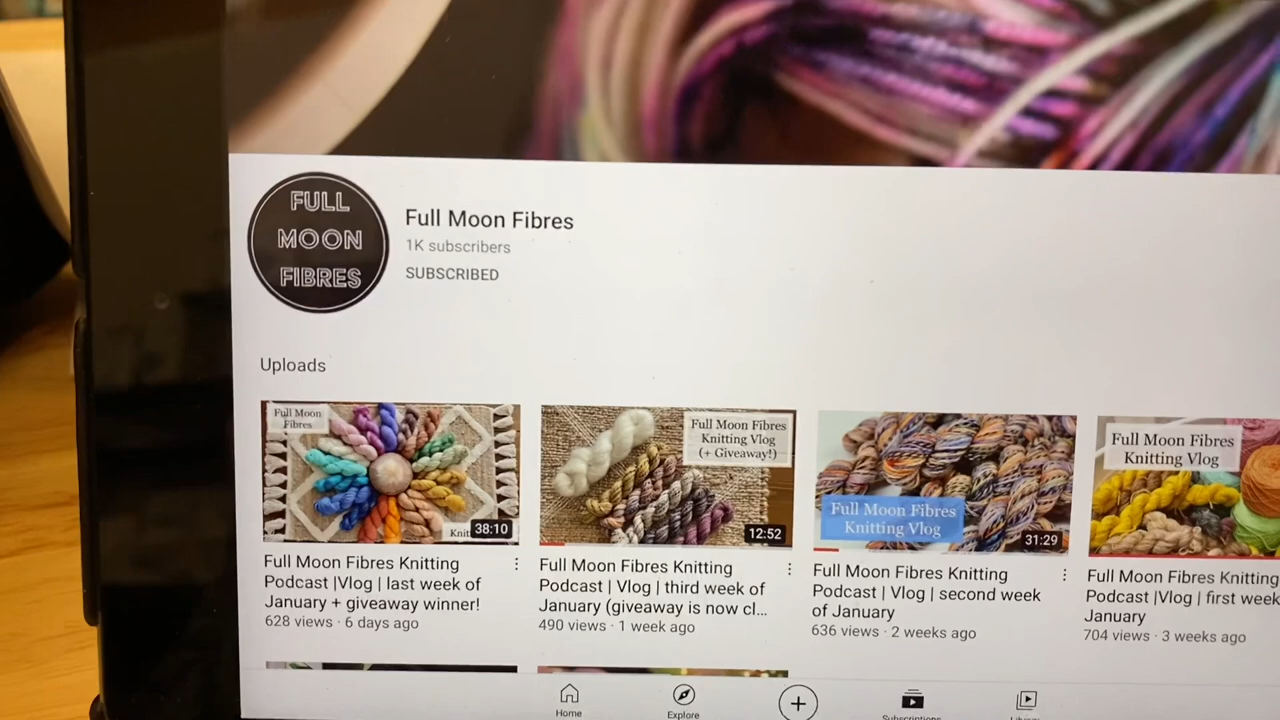 FULL
MOON
FIBRES
Full Moon Fibres
1K subscribers
SUBSCRIBED
Uploads
Full Moon
Fibres
38:10
Full Moon Fibres Knitting
Podcast |Vlog | last week of
January + giveaway winner!
628 views · 6 days ago
Full Moon Fibres
Knitting Vlog
(+ Giveaway!)
12:52
Full Moon Fibres Knitting
Podcast | Vlog | third week of
January (giveaway is now cl...
490 views · 1 week ago
Full Moon Fibres
Knitting Vlog
31:29
Full Moon Fibres Knitting
Podcast | Vlog | second week
of January
636 views · 2 weeks ago
Full Moon Fibres
Knitting Vlog
Full Moon Fibres Knitting
Podcast |Vlog | first week
January
704 views · 3 weeks ago
Home
Explore
Subscriptions